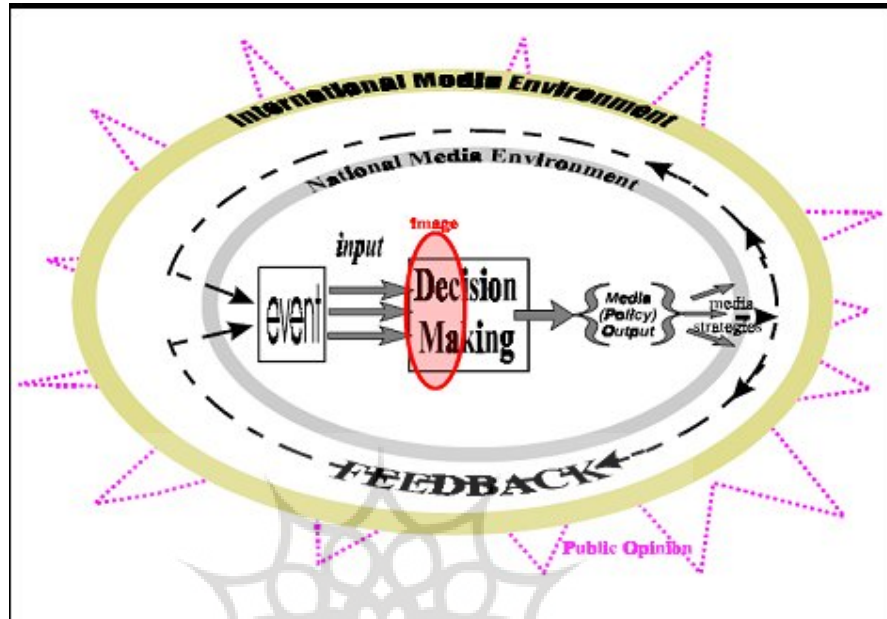 International Media Environment
National Media Environment
Image
input
event
Decision
Making
Media
(Policy)
Output
media
strategies
FEEDBACK
Public Opinion